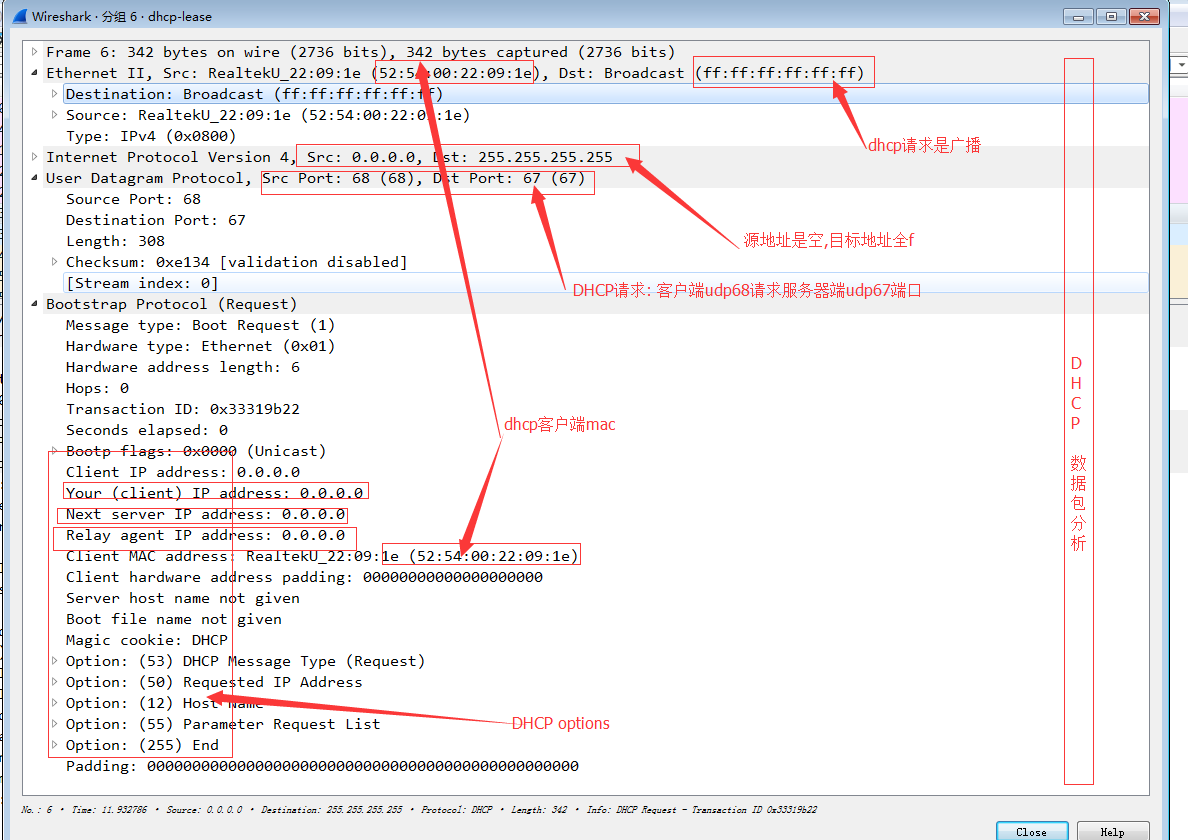 Wireshark · 分组 6 · dhcp-lease
Frame 6: 342 bytes on wire (2736 bits), 342 bytes captured (2736 bits)
Ethernet II, Src: RealtekU_22:09:1e (52:54:00:22:09:1e), Dst: Broadcast (ff:ff:ff:ff:ff:ff)
Destination: Broadcast (ff:ff:ff:ff:ff:ff)
Source: RealtekU_22:09:1e (52:54:00:22:09:1e)
Type: IPv4 (0x0800)
dhcp请求是广播
Internet Protocol Version 4, Src: 0.0.0.0, Dst: 255.255.255.255
User Datagram Protocol, Src Port: 68 (68), Dst Port: 67 (67)
Source Port: 68
Destination Port: 67
Length: 308
源地址是空,目标地址全f
Checksum: 0xe134 [validation disabled]
[Stream index: 0]
DHCP请求: 客户端udp68请求服务器端udp67端口
Bootstrap Protocol (Request)
Message type: Boot Request (1)
Hardware type: Ethernet (0x01)
Hardware address length: 6
Hops: 0
Transaction ID: 0x33319b22
Seconds elapsed: 0
dhcp客户端mac
Bootp flags: 0x0000 (Unicast)
Client IP address: 0.0.0.0
Your (client) IP address: 0.0.0.0
Next server IP address: 0.0.0.0
Relay agent IP address: 0.0.0.0
Client MAC address: RealtekU_22:09:1e (52:54:00:22:09:1e)
Client hardware address padding: 00000000000000000000
Server host name not given
Boot file name not given
Magic cookie: DHCP
Option: (53) DHCP Message Type (Request)
Option: (50) Requested IP Address
Option: (12) Host Name
Option: (55) Parameter Request List
DHCP options
Option: (255) End
Padding: 000000000000000000000000000000000000000000000000
DHCP 数据包分析
No.: 6 · Time: 11.932786 · Source: 0.0.0.0 · Destination: 255.255.255.255 · Protocol: DHCP · Length: 342 · Info: DHCP Request - Transaction ID 0x33319b22
Close
Help